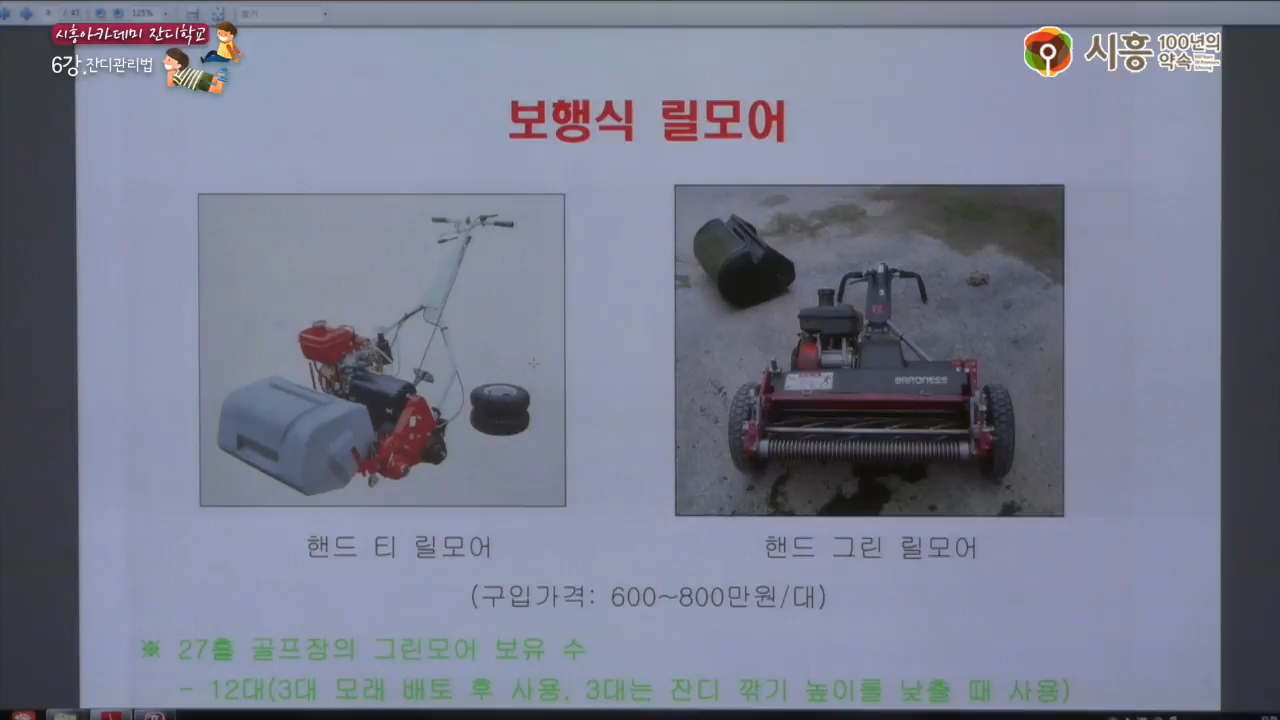 8 / 43
125%
찾기
시흥아카데미 잔디학교
6강. 잔디관리법
시흥 100년의 약속
보행식 릴모어
BARONESS
핸드 티 릴모어
핸드 그린 릴모어
(구입가격: 600~800만원/대)
※ 27홀 골프장의 그린모어 보유 수
- 12대(3대 모래 배토 후 사용, 3대는 잔디 깎기 높이를 낮출 때 사용)